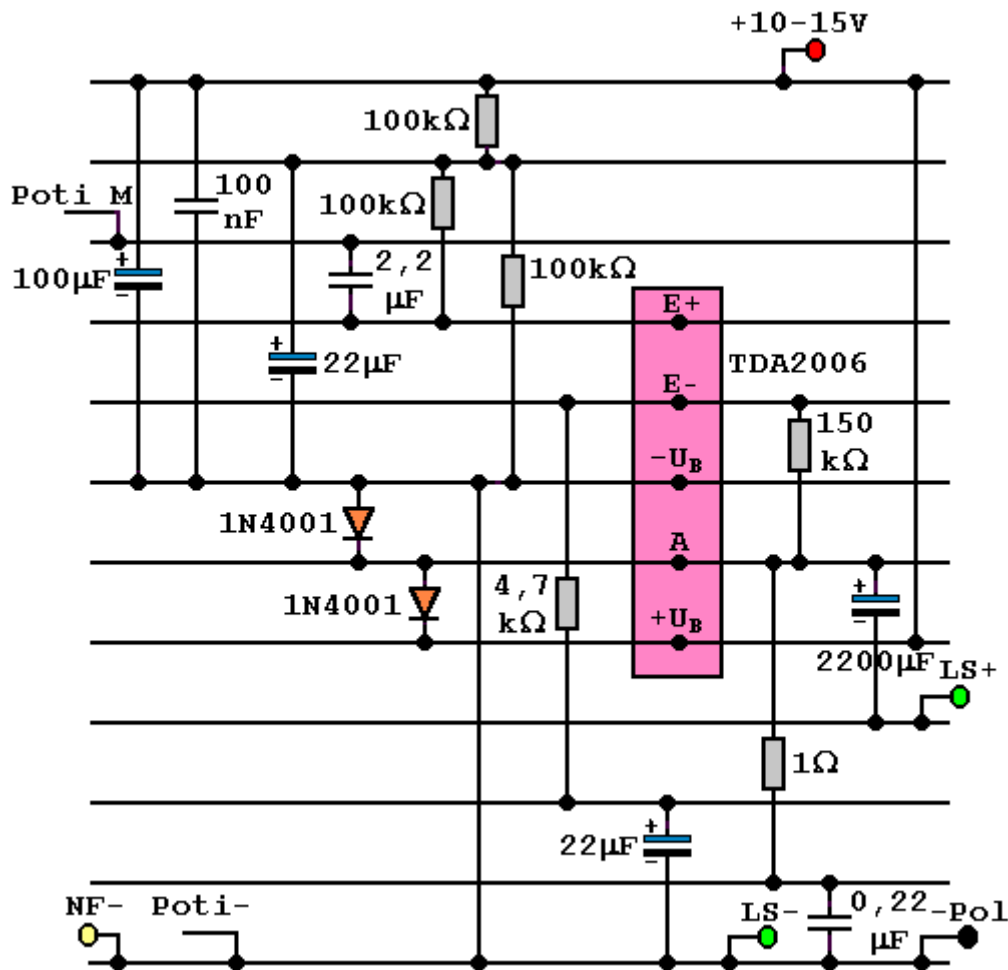 +10-15V
100kΩ
Poti M
100
nF
100kΩ
+
100µF
-
2,2
µF
100kΩ
E+
+
22µF
-
TDA2006
E-
150
kΩ
-UB
1N4001
A
1N4001
4,7
kΩ
+
-
+UB
2200µF
LS+
1Ω
+
22µF
-
NF-
Poti-
LS-
0,22
µF
-Pol